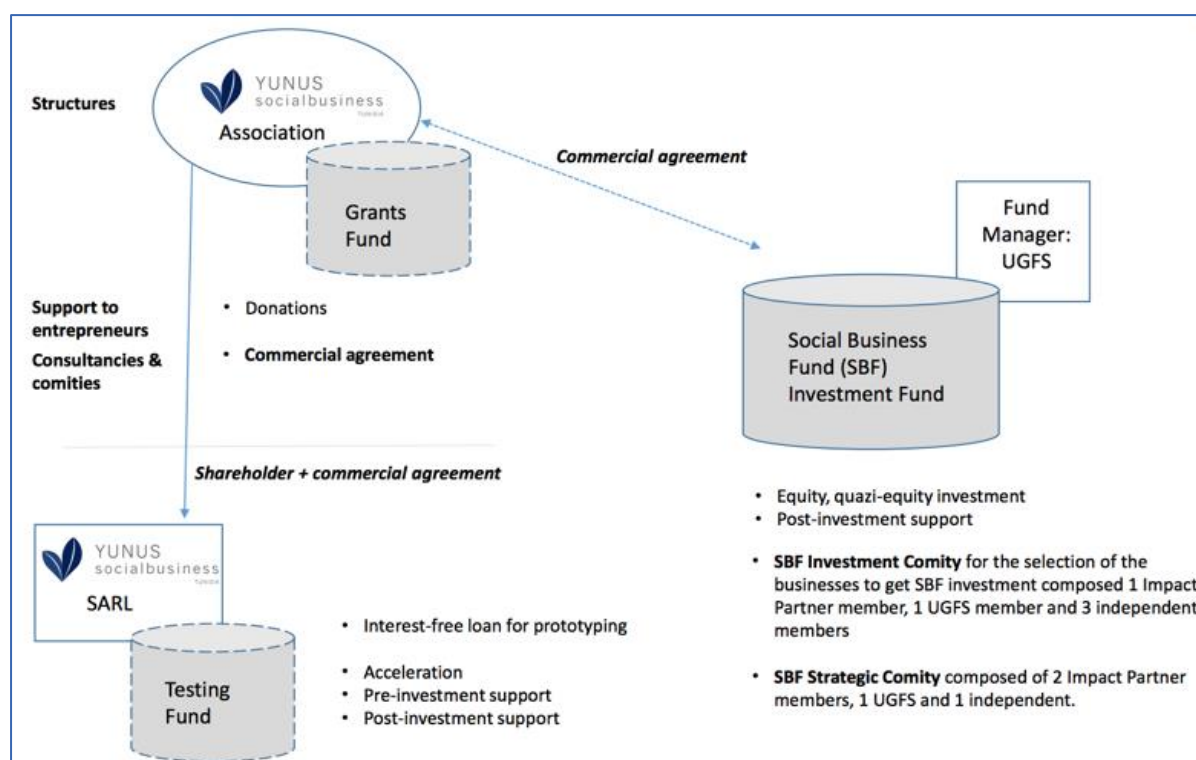 Structures
YUNUS
socialbusiness
TUNISIA
Association
Grants
Fund
Commercial agreement
Fund
Manager:
UGFS
Social Business
Fund (SBF)
Investment Fund
Support to
entrepreneurs
Consultancies &
comities
• Donations
• Commercial agreement
Shareholder + commercial agreement
YUNUS
socialbusiness
TUNISIA
SARL
Testing
Fund
• Interest-free loan for prototyping
• Acceleration
• Pre-investment support
• Post-investment support
• Equity, quazi-equity investment
• Post-investment support
• SBF Investment Comity for the selection of the
businesses to get SBF investment composed 1 Impact
Partner member, 1 UGFS member and 3 independent
members
• SBF Strategic Comity composed of 2 Impact Partner
members, 1 UGFS and 1 independent.